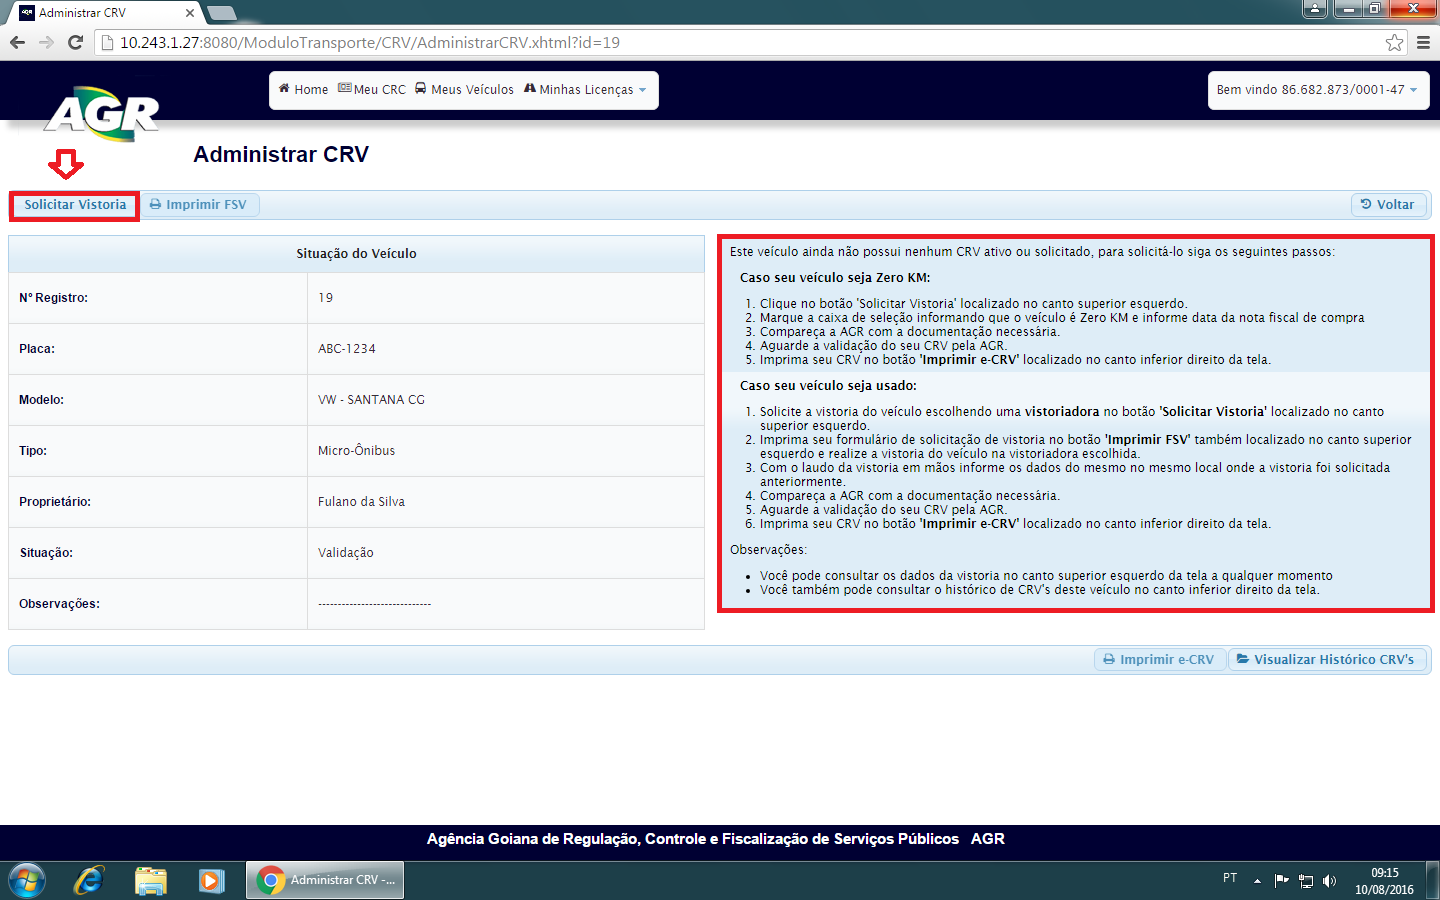 Administrar CRV
10.243.1.27:8080/ModuloTransporte/CRV/AdministrarCRV.xhtml?id=19
AGR
Home Meu CRC Meus Veículos Minhas Licenças
Bem vindo 86.682.873/0001-47
Administrar CRV
Solicitar Vistoria Imprimir FSV Voltar
Situação do Veículo
Nº Registro: 19
Placa: ABC-1234
Modelo: VW - SANTANA CG
Tipo: Micro-Ônibus
Proprietário: Fulano da Silva
Situação: Validação
Observações: ----------------------------
Este veículo ainda não possui nenhum CRV ativo ou solicitado, para solicitá-lo siga os seguintes passos:
Caso seu veículo seja Zero KM:
1. Clique no botão 'Solicitar Vistoria' localizado no canto superior esquerdo.
2. Marque a caixa de seleção informando que o veículo é Zero KM e informe data da nota fiscal de compra
3. Compareça a AGR com a documentação necessária.
4. Aguarde a validação do seu CRV pela AGR.
5. Imprima seu CRV no botão 'Imprimir e-CRV' localizado no canto inferior direito da tela.
Caso seu veículo seja usado:
1. Solicite a vistoria do veículo escolhendo uma vistoriadora no botão 'Solicitar Vistoria' localizado no canto
superior esquerdo.
2. Imprima seu formulário de solicitação de vistoria no botão 'Imprimir FSV' também localizado no canto superior
esquerdo e realize a vistoria do veículo na vistoriadora escolhida.
3. Com o laudo da vistoria em mãos informe os dados do mesmo no mesmo local onde a vistoria foi solicitada
anteriormente.
4. Compareça a AGR com a documentação necessária.
5. Aguarde a validação do seu CRV pela AGR.
6. Imprima seu CRV no botão 'Imprimir e-CRV' localizado no canto inferior direito da tela.
Observações:
• Você pode consultar os dados da vistoria no canto superior esquerdo da tela a qualquer momento
• Você também pode consultar o histórico de CRV's deste veículo no canto inferior direito da tela.
Imprimir e-CRV Visualizar Histórico CRV's
Agência Goiana de Regulação, Controle e Fiscalização de Serviços Públicos AGR
Administrar CRV -...
PT
09:15
10/08/2016